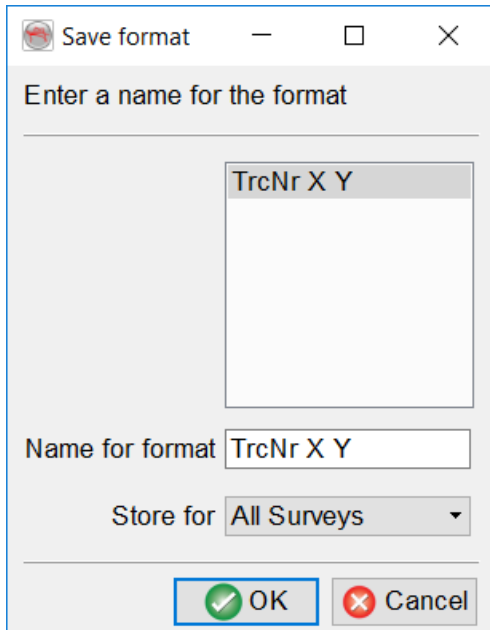 Save format
Enter a name for the format
TrcNr X Y
Name for format TrcNr X Y
Store for All Surveys
OK Cancel